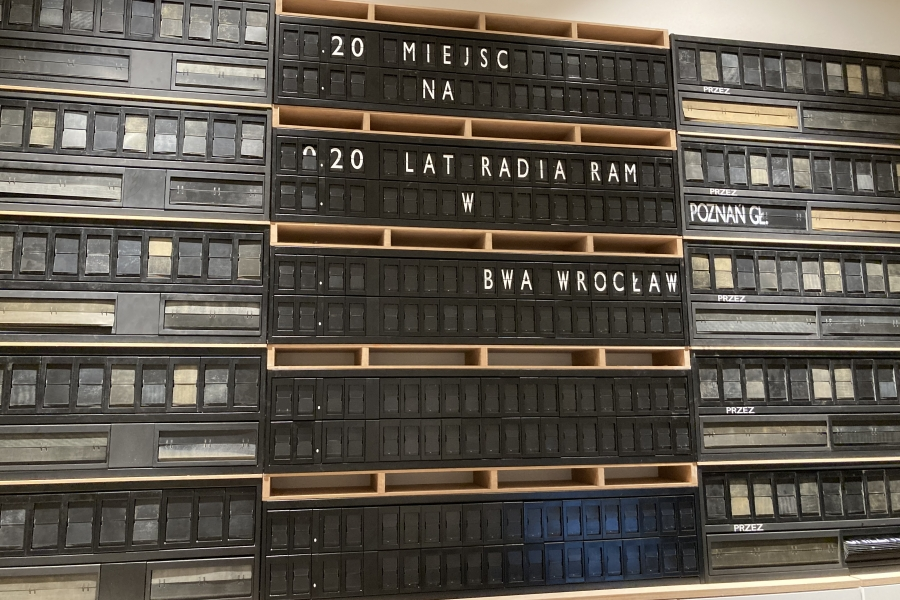 .20 MIEJSC
NA
.20 LAT RADIA RAM
W
BWA WROCŁAW
PRZEZ
PRZEZ
POZNAŃ GŁ.
PRZEZ
PRZEZ
PRZEZ